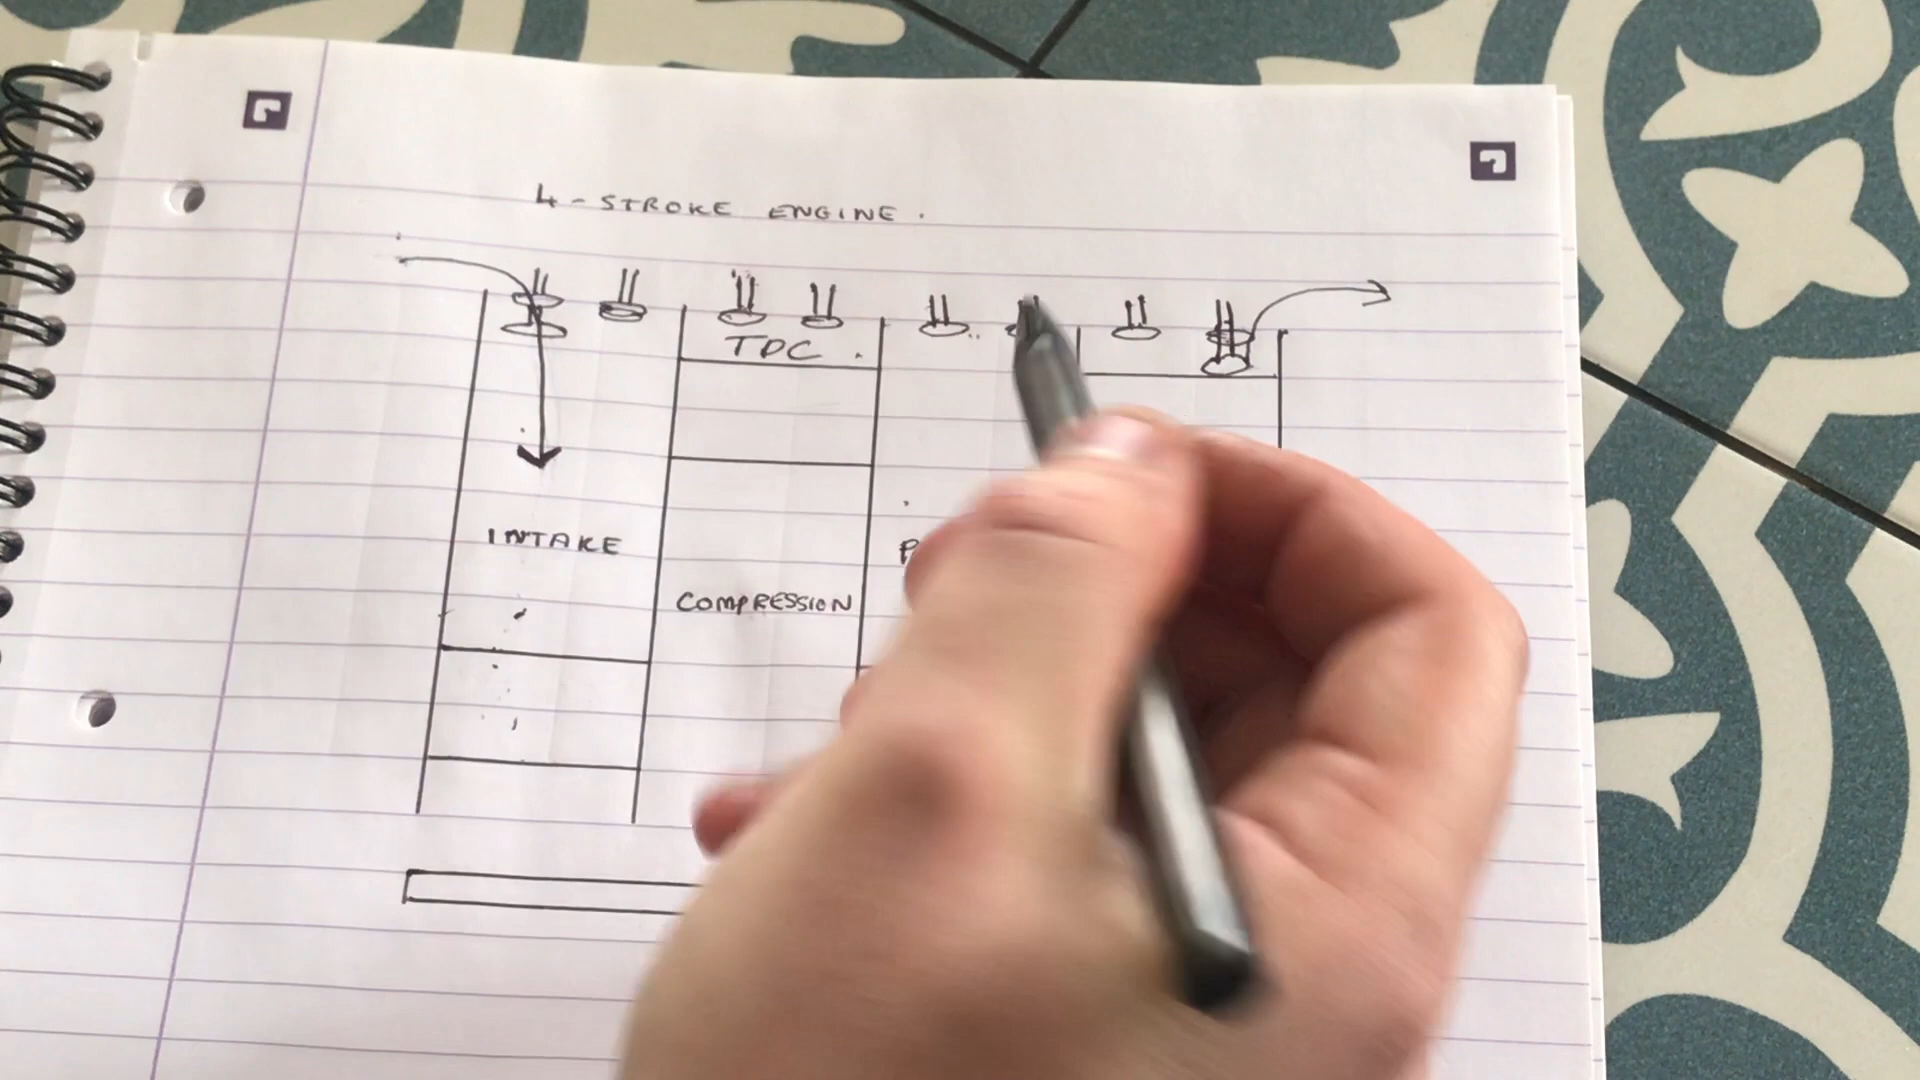 4-STROKE ENGINE.
TDC.
INTAKE
COMPRESSION